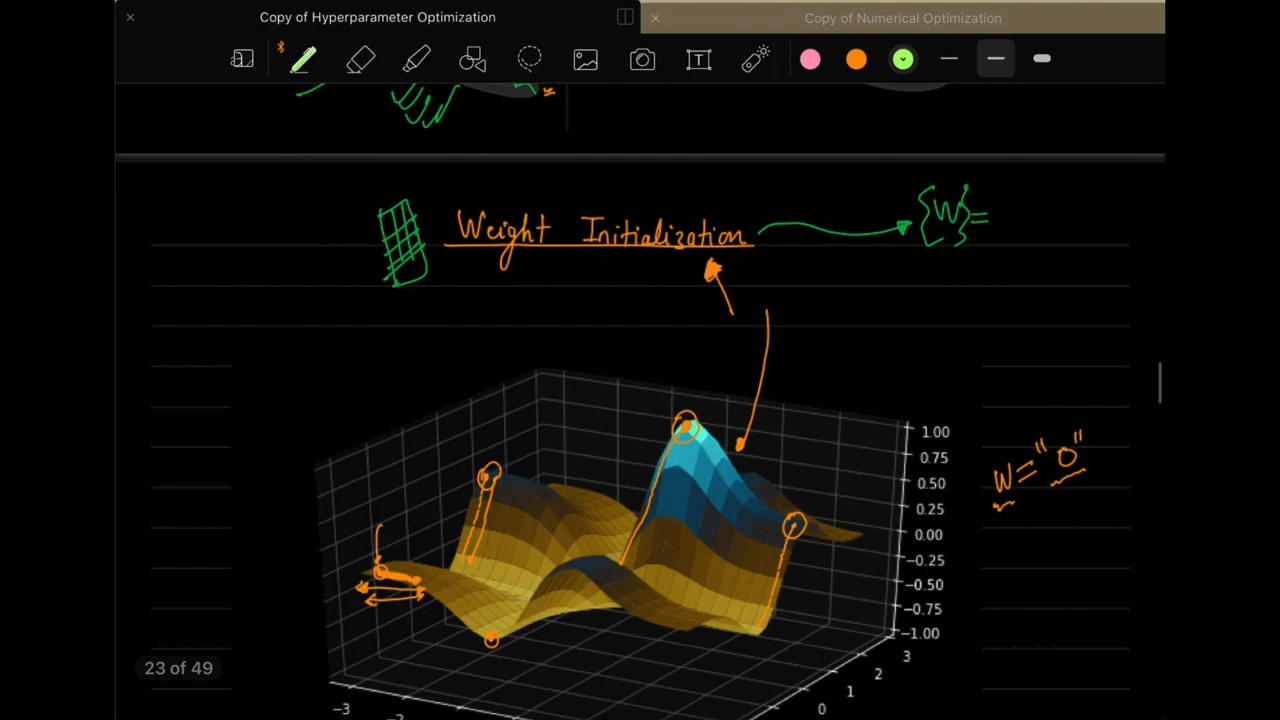 Copy of Hyperparameter Optimization
Copy of Numerical Optimization
T
Weight Initialization
{W}=
1.00
0.75
0.50
0.25
0.00
−0.25
−0.50
−0.75
−1.00
W="0"
3
2
1
0
−3
−2
23 of 49